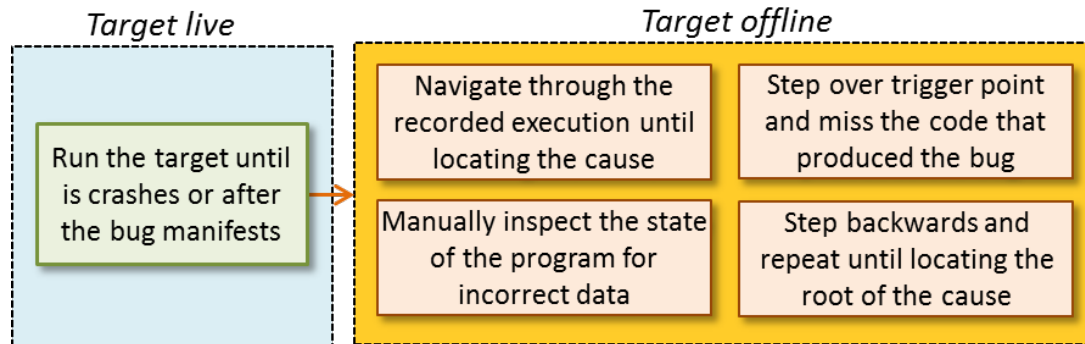 Target live
Target offline
Run the target until
is crashes or after
the bug manifests
Navigate through the
recorded execution until
locating the cause
Step over trigger point
and miss the code that
produced the bug
Manually inspect the state
of the program for
incorrect data
Step backwards and
repeat until locating the
root of the cause